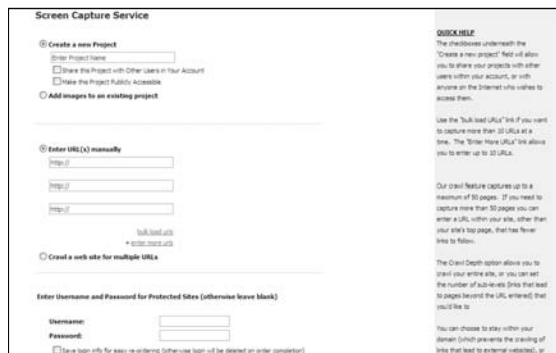 Screen Capture Service
Create a new Project
Enter Project Name
Share this Project with Other Users in Your Account
Make this Project Publicly Accessible
Add images to an existing project
Enter URL(s) manually
http://
http://
http://
bulk load urls
+ enter more urls
Crawl a web site for multiple URLs
Enter Username and Password for Protected Sites (otherwise leave blank)
Username:
Password:
Save login info for easy re-ordering (otherwise login will be deleted on order completion)
QUICK HELP
The checkboxes underneath the
"Create a new project" field will allow
you to share your projects with other
users within your account, or with
anyone on the Internet who wishes to
access them.
Use the "bulk load URLs" link if you want
to capture more than 10 URLs at a
time. The "Enter More URLs" link allows
you to enter up to 10 URLs.
Our crawl feature captures up to a
maximum of 50 pages. If you need to
capture more than 50 pages you can
enter a URL within your site, other than
your site's top page, that has fewer
links to follow.
The Crawl Depth option allows you to
crawl your entire site, or you can set
the number of sub-levels (links that lead
to pages beyond the URL entered) that
you'd like to
You can choose to stay within your
domain (which prevents the crawling of
links that lead to external websites), or